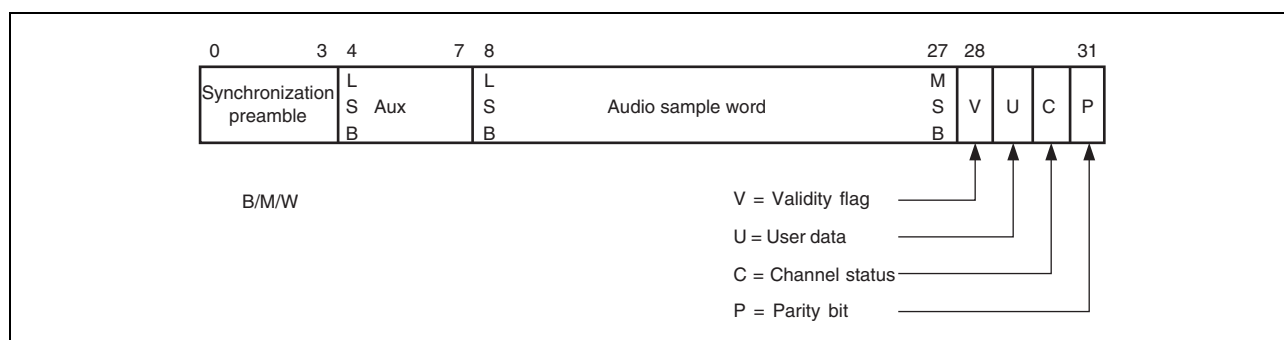 0 3 4 7 8 27 28 31
Synchronization
preamble
L
S
B
Aux
L
S
B
Audio sample word
M
S
B
V
U
C
P
B/M/W
V = Validity flag
U = User data
C = Channel status
P = Parity bit